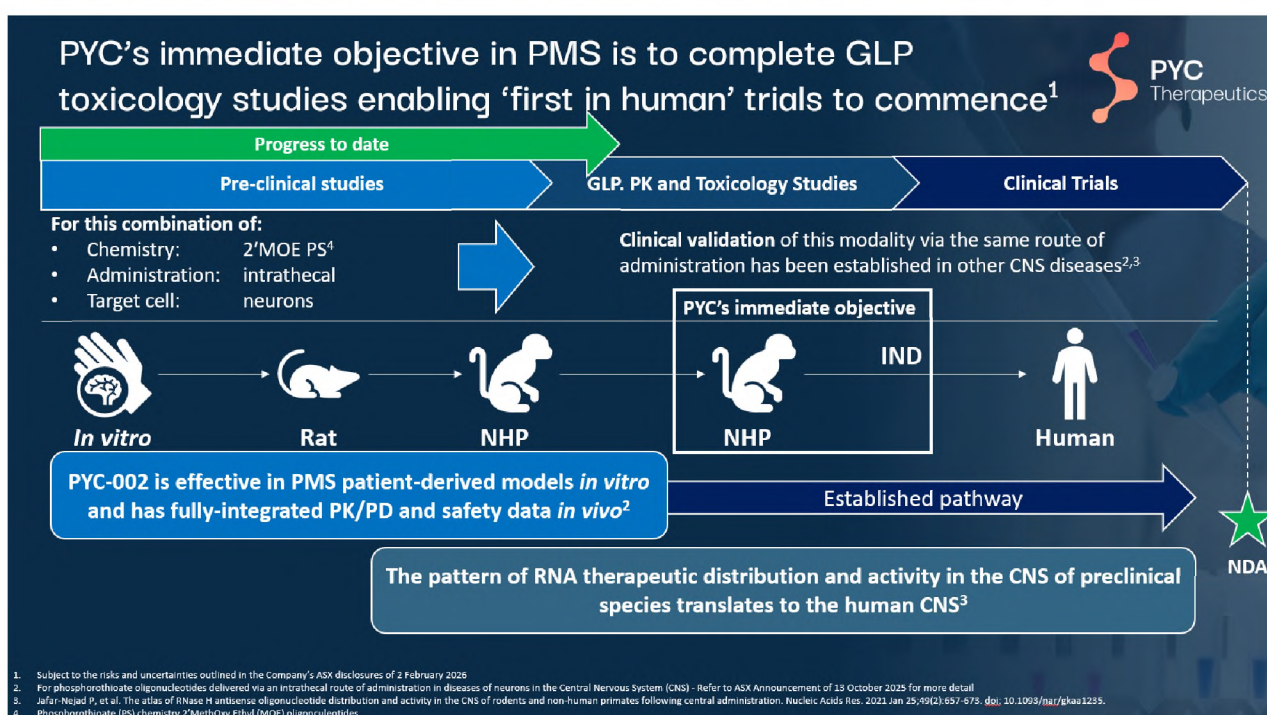 PYC's immediate objective in PMS is to complete GLP
toxicology studies enabling 'first in human' trials to commence1
PYC
Therapeutics
Progress to date
Pre-clinical studies
GLP. PK and Toxicology Studies
Clinical Trials
For this combination of:
• Chemistry: 2'MOE PS4
• Administration: intrathecal
• Target cell: neurons
Clinical validation of this modality via the same route of
administration has been established in other CNS diseases2,3
PYC's immediate objective
IND
In vitro
Rat
NHP
NHP
Human
PYC-002 is effective in PMS patient-derived models in vitro
and has fully-integrated PK/PD and safety data in vivo2
Established pathway
NDA
The pattern of RNA therapeutic distribution and activity in the CNS of preclinical
species translates to the human CNS3
1. Subject to the risks and uncertainties outlined in the Company's ASX disclosures of 2 February 2026
2. For phosphorothioate oligonucleotides delivered via an intrathecal route of administration in diseases of neurons in the Central Nervous System (CNS) - Refer to ASX Announcement of 13 October 2025 for more detail
3. Jafar-Nejad P, et al. The atlas of RNase H antisense oligonucleotide distribution and activity in the CNS of rodents and non-human primates following central administration. Nucleic Acids Res. 2021 Jan 25;49(2):657-673. doi: 10.1093/nar/gkaa1235.
4. Phosphorothioate (PS) chemistry 2'MethOxy Ethyl (MOE) oligonucleotides